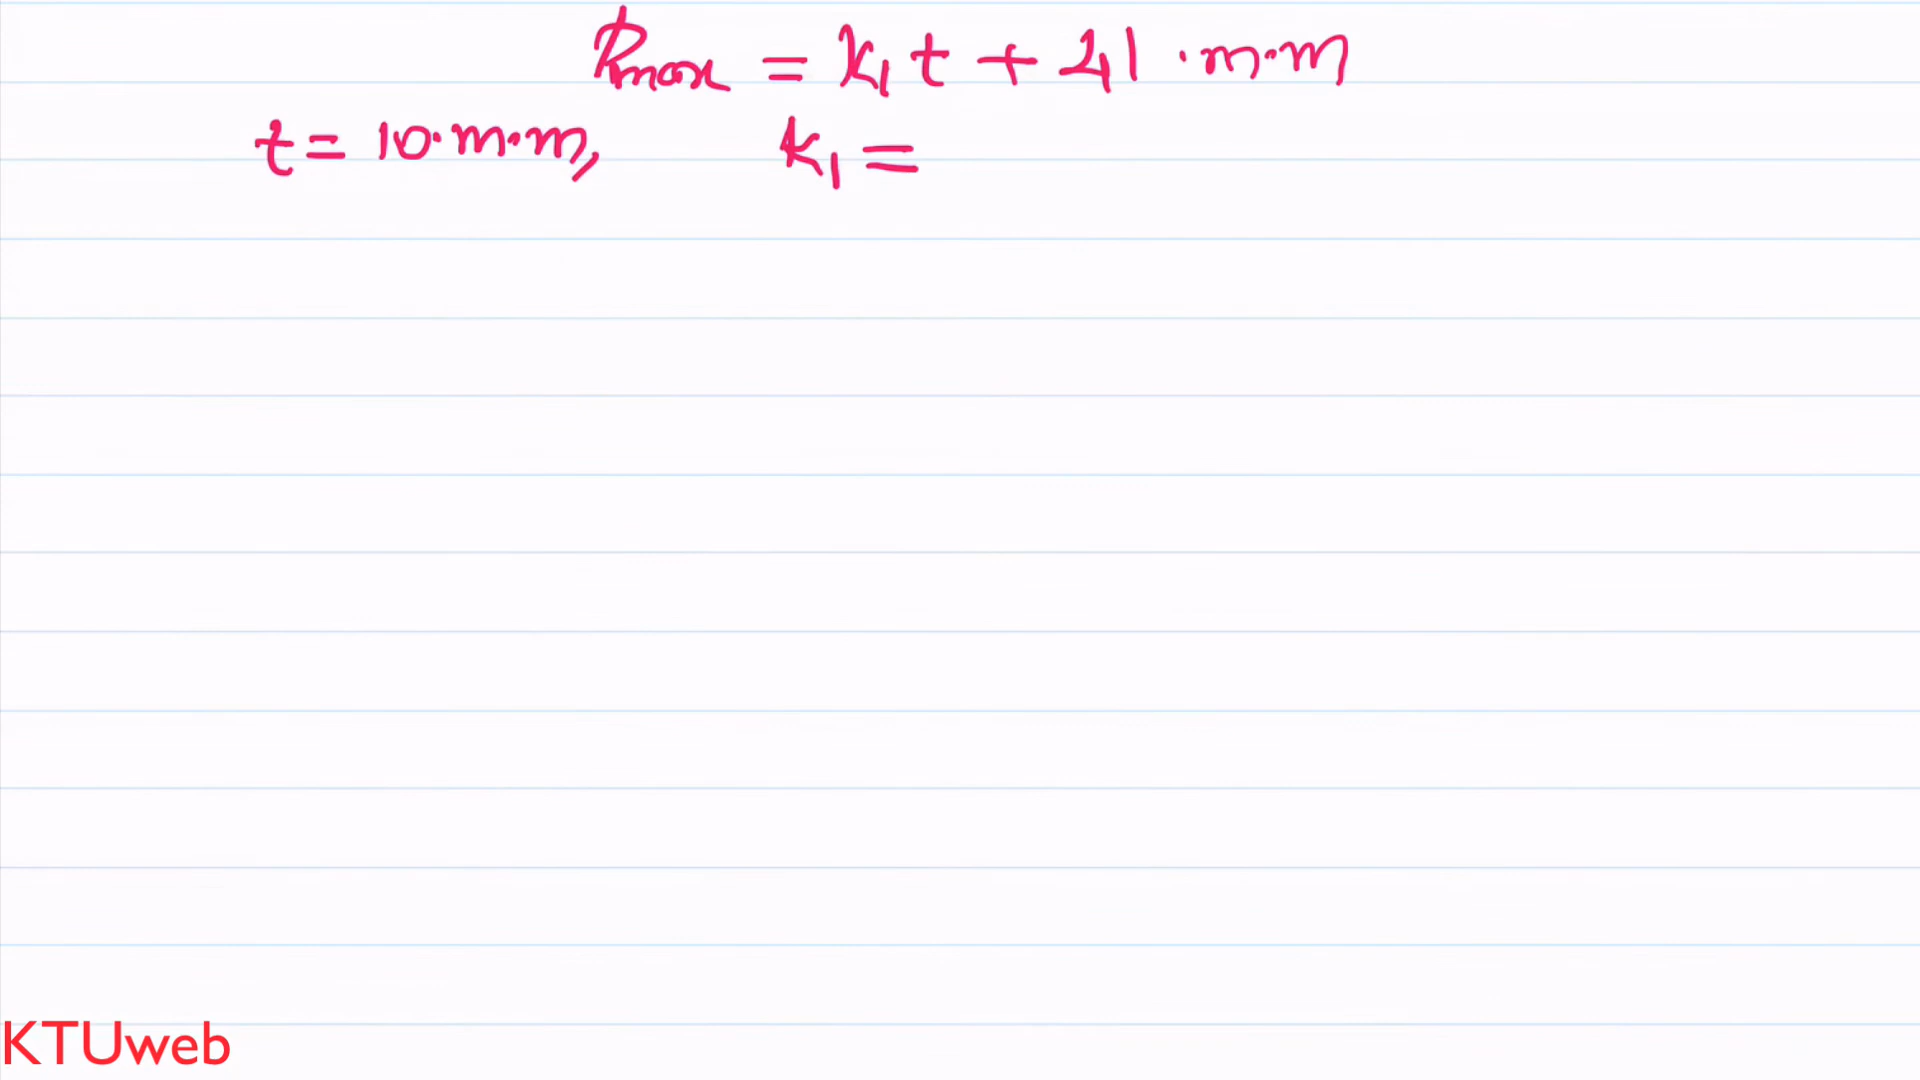 Pmax = k1 t + 41 .m.m
t = 10.m.m, k1 =
KTUweb